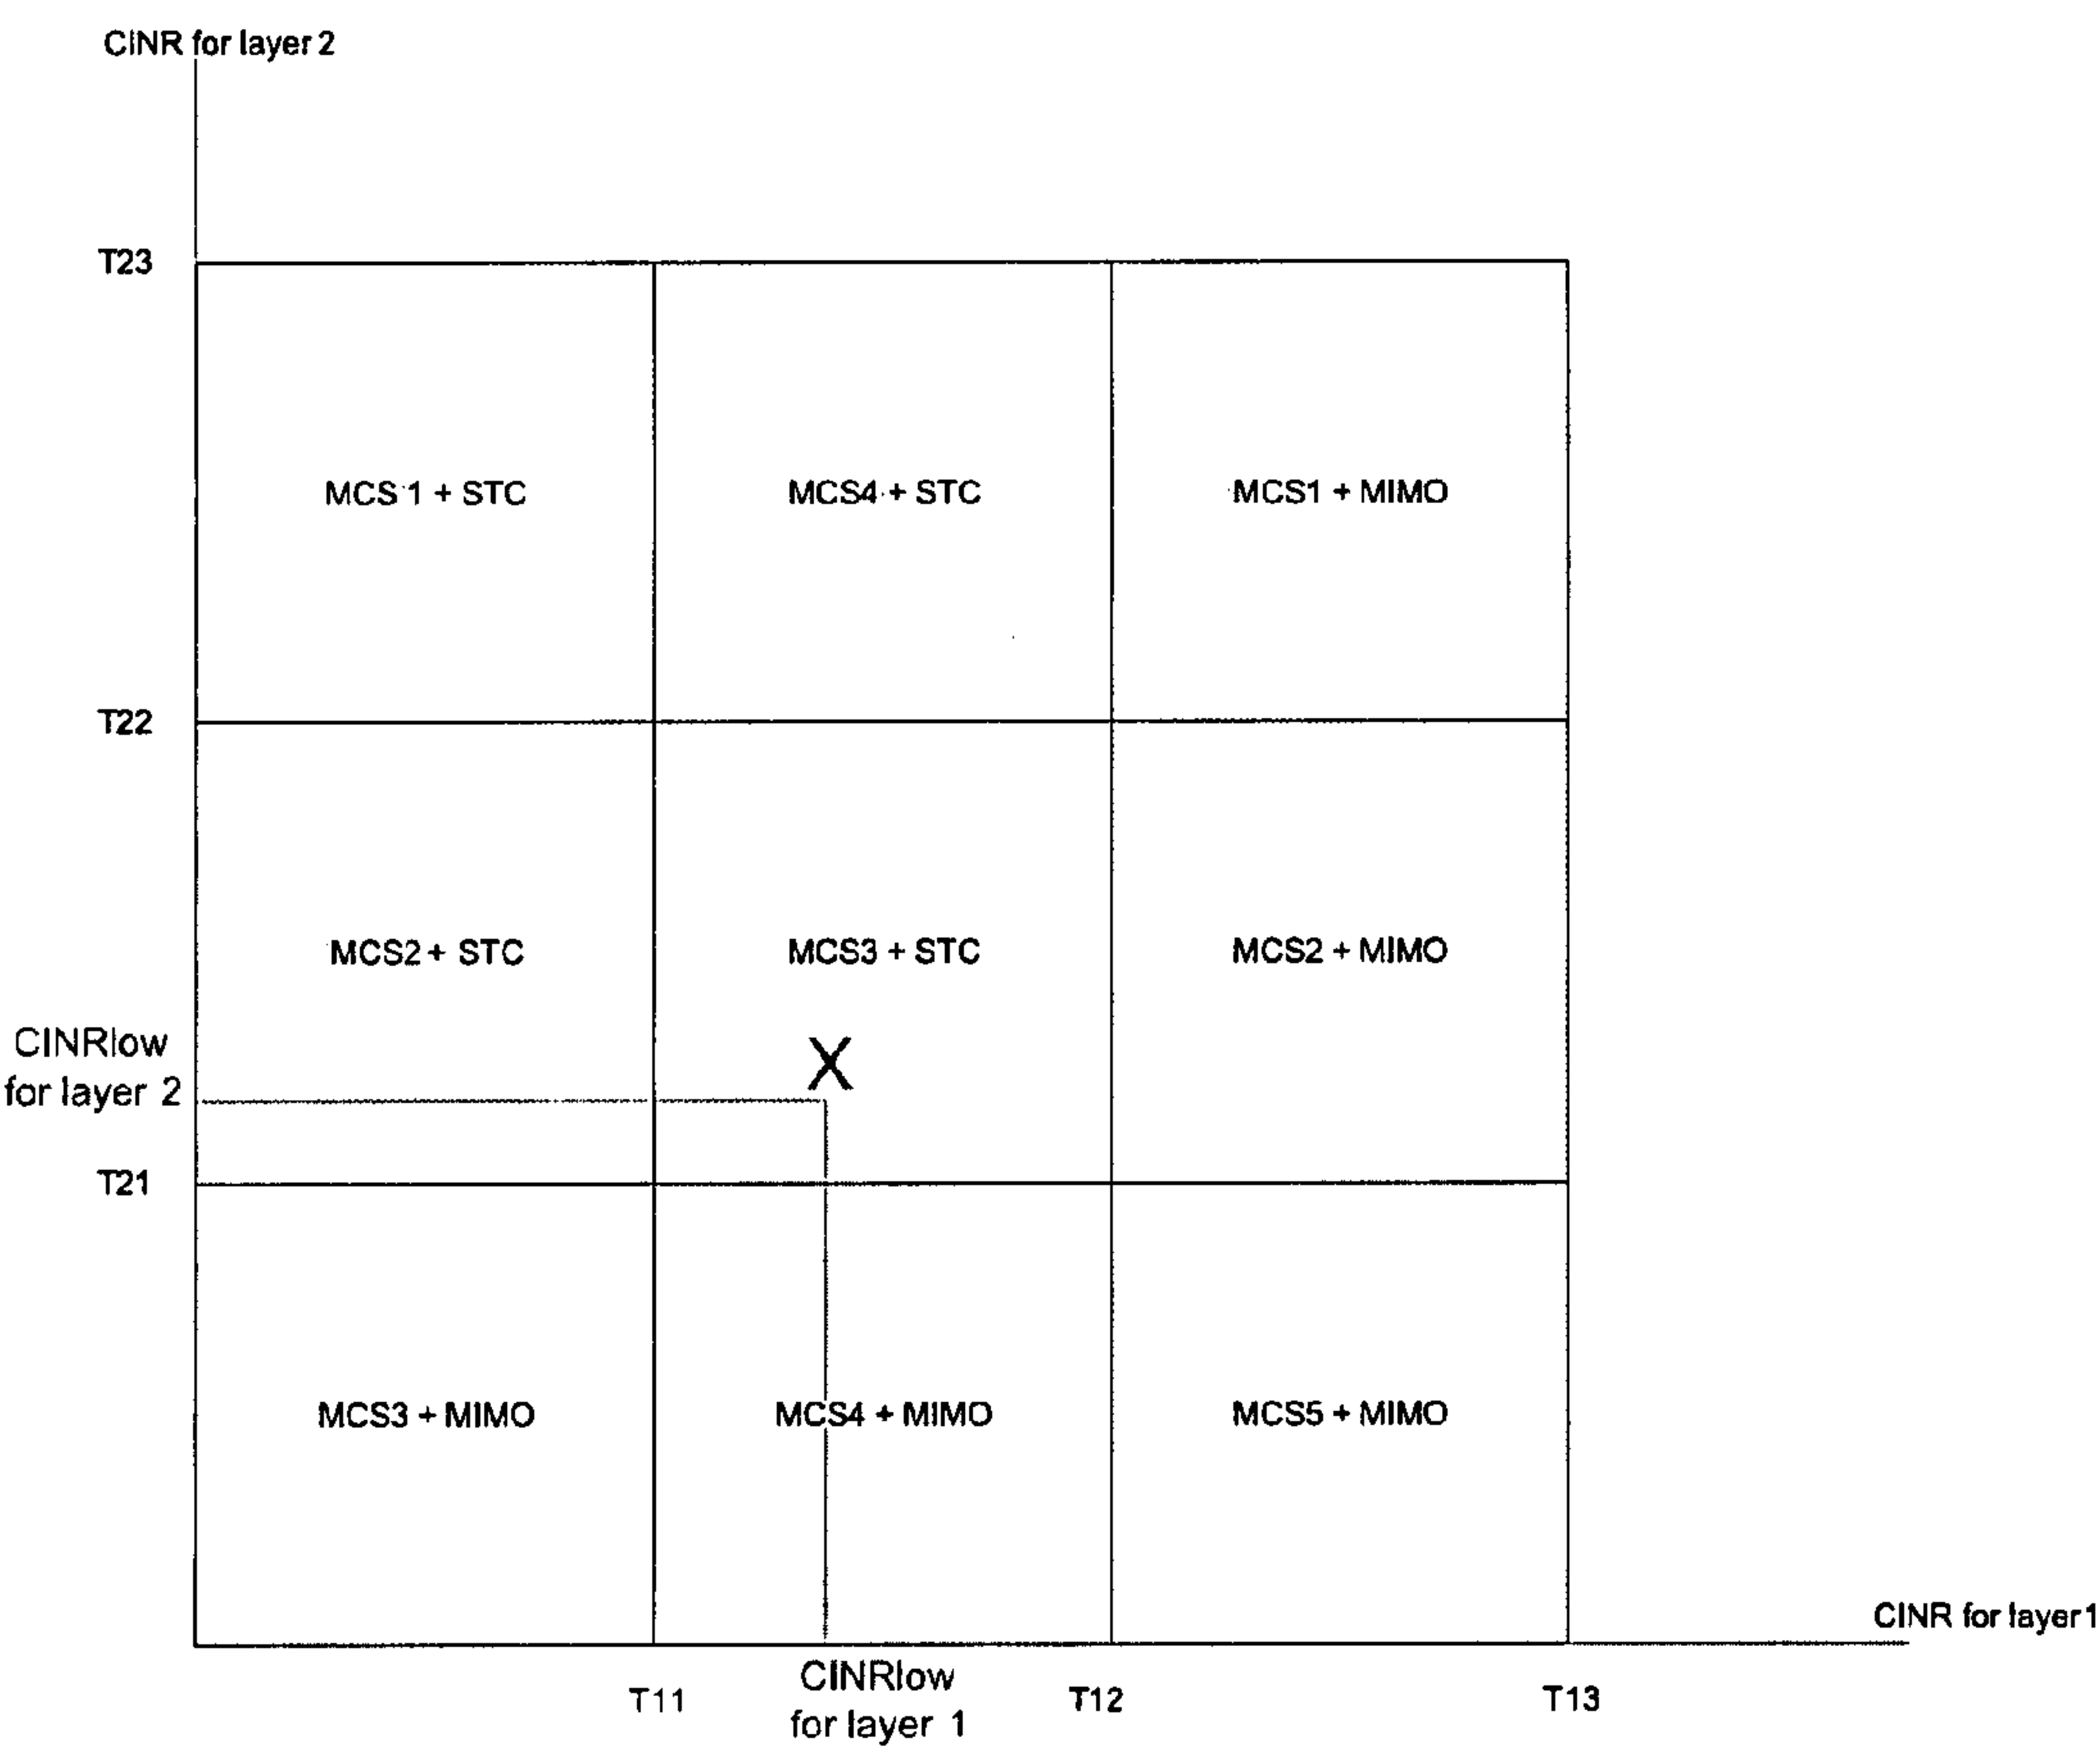 CINR for layer 2
T23
MCS 1 + STC
MCS4 + STC
MCS1 + MIMO
T22
MCS2 + STC
MCS3 + STC
MCS2 + MIMO
CINRlow
for layer 2
X
T21
MCS3 + MIMO
MCS4 + MIMO
MCS5 + MIMO
CINR for layer1
T11
CINRlow
for layer 1
T12
T13